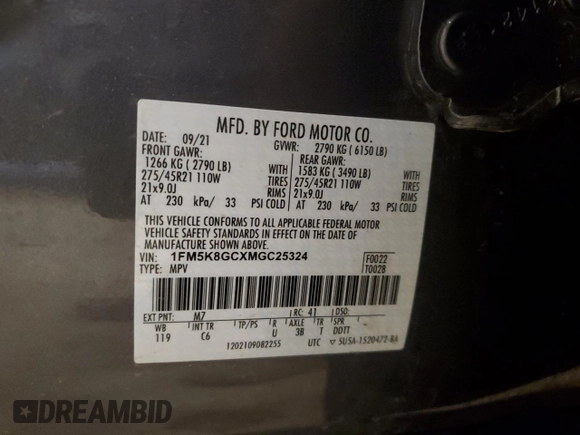 MFD. BY FORD MOTOR CO.
DATE: 09/21 GVWR: 2790 KG ( 6150 LB)
FRONT GAWR: REAR GAWR:
1266 KG ( 2790 LB) WITH 1583 KG ( 3490 LB) WITH
275/45R21 110W TIRES 275/45R21 110W TIRES
21x9.0J RIMS 21x9.0J RIMS
AT 230 kPa/ 33 PSI COLD AT 230 kPa/ 33 PSI COLD
THIS VEHICLE CONFORMS TO ALL APPLICABLE FEDERAL MOTOR
VEHICLE SAFETY STANDARDS IN EFFECT ON THE DATE OF
MANUFACTURE SHOWN ABOVE.
VIN: 1FM5K8GCXMGC25324 F0022
TYPE: MPV T0028
EXT PNT: M7 RC: 41 DSO:
WB INT TR TP/PS R AXLE TR SPR
119 C6 U 3B T DDTT
1202109082255 UTC ▽ SUSA-1520472-BA
DREAMBID